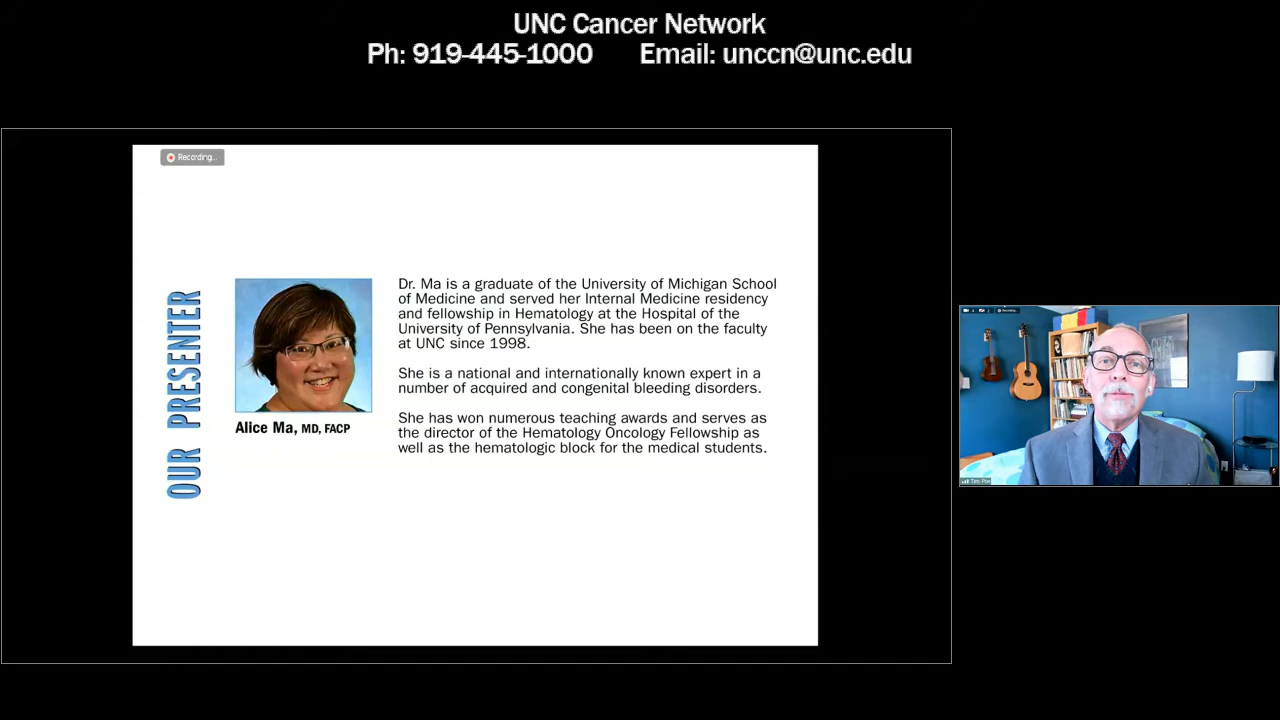 UNC Cancer Network
Ph: 919-445-1000 Email: unccn@unc.edu
Recording...
OUR PRESENTER
Alice Ma, MD, FACP
Dr. Ma is a graduate of the University of Michigan School
of Medicine and served her Internal Medicine residency
and fellowship in Hematology at the Hospital of the
University of Pennsylvania. She has been on the faculty
at UNC since 1998.
She is a national and internationally known expert in a
number of acquired and congenital bleeding disorders.
She has won numerous teaching awards and serves as
the director of the Hematology Oncology Fellowship as
well as the hematologic block for the medical students.
Recording...
Tim Poe